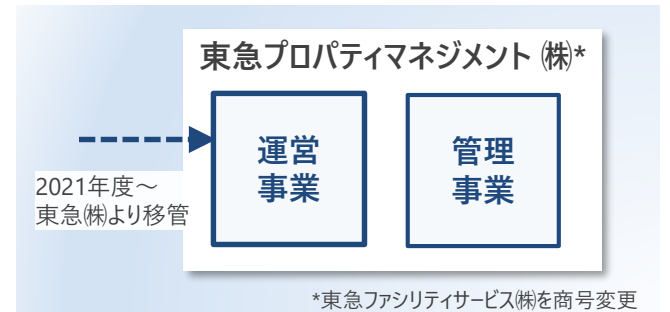 東急プロパティマネジメント ㈱*
運営
事業
管理
事業
2021年度～
東急㈱より移管
*東急ファシリティサービス㈱を商号変更